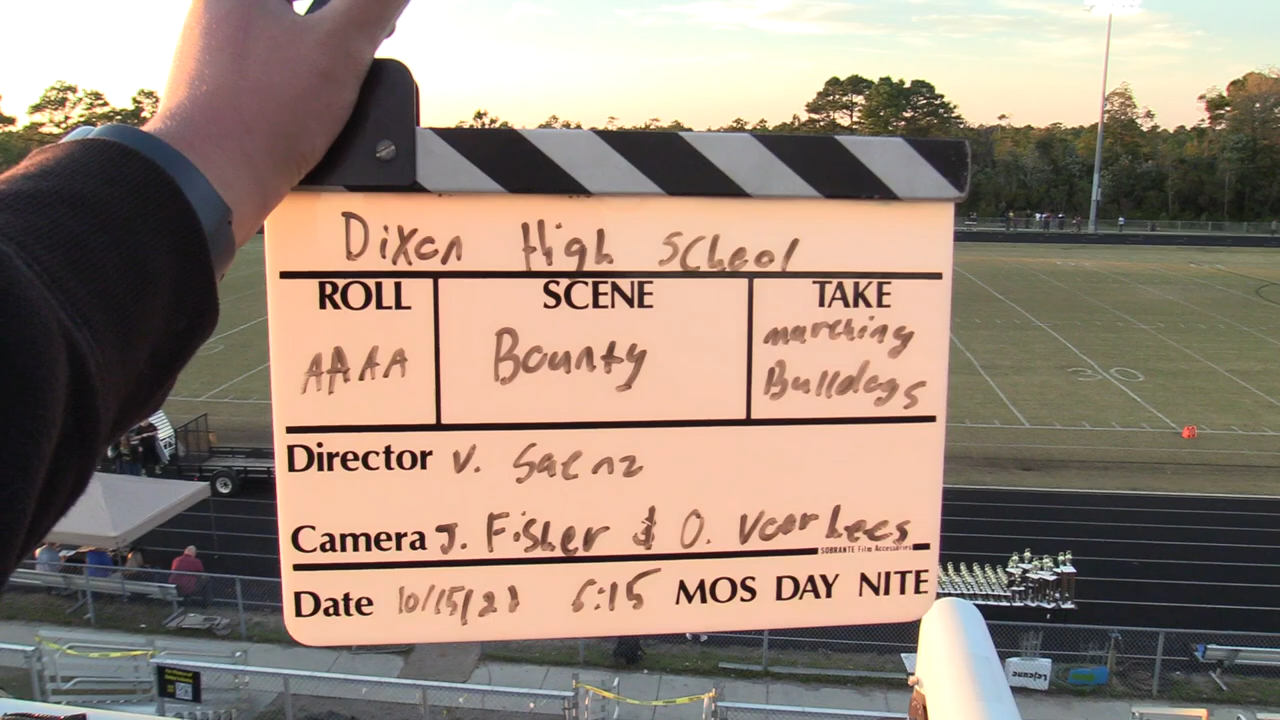 Dixon High School
ROLL SCENE TAKE
AAAA Bounty marching Bulldogs
Director V. Saenz
Camera J. Fisher & O. Voorhees
SOBRANTE Film Accessories
Date 10/15/23 6:15 MOS DAY NITE
30